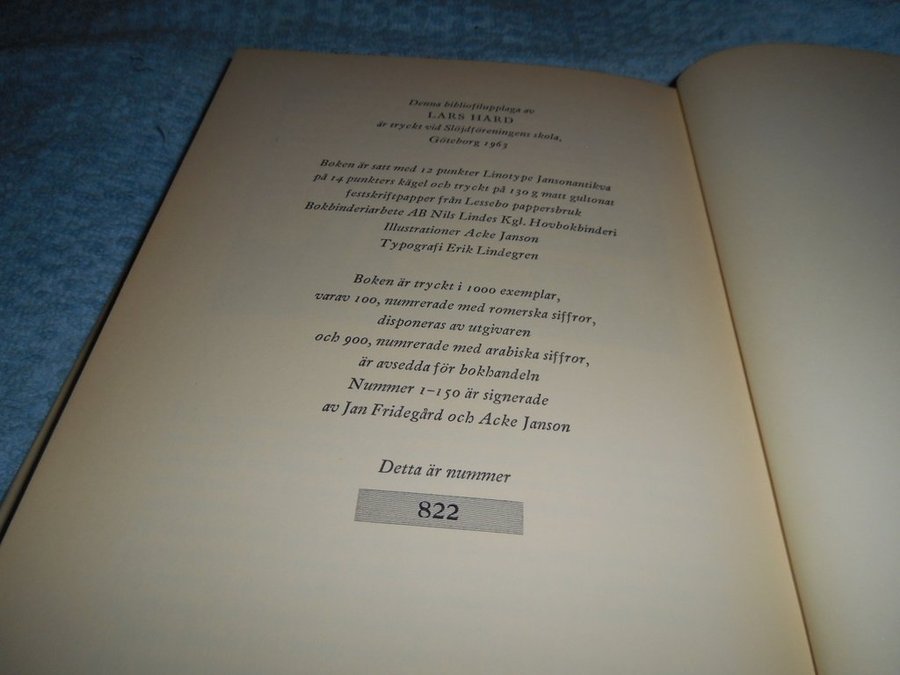 Denna bibliofilupplaga av
LARS HARD
är tryckt vid Slöjdföreningens skola,
Göteborg 1963
Boken är satt med 12 punkter Linotype Jansonantikva
på 14 punkters kägel och tryckt på 130 g matt gultonat
festskriftpapper från Lessebo pappersbruk
Bokbinderiarbete AB Nils Lindes Kgl. Hovbokbinderi
Illustrationer Acke Janson
Typografi Erik Lindegren
Boken är tryckt i 1000 exemplar,
varav 100, numrerade med romerska siffror,
disponeras av utgivaren
och 900, numrerade med arabiska siffror,
är avsedda för bokhandeln
Nummer 1–150 är signerade
av Jan Fridegård och Acke Janson
Detta är nummer
822